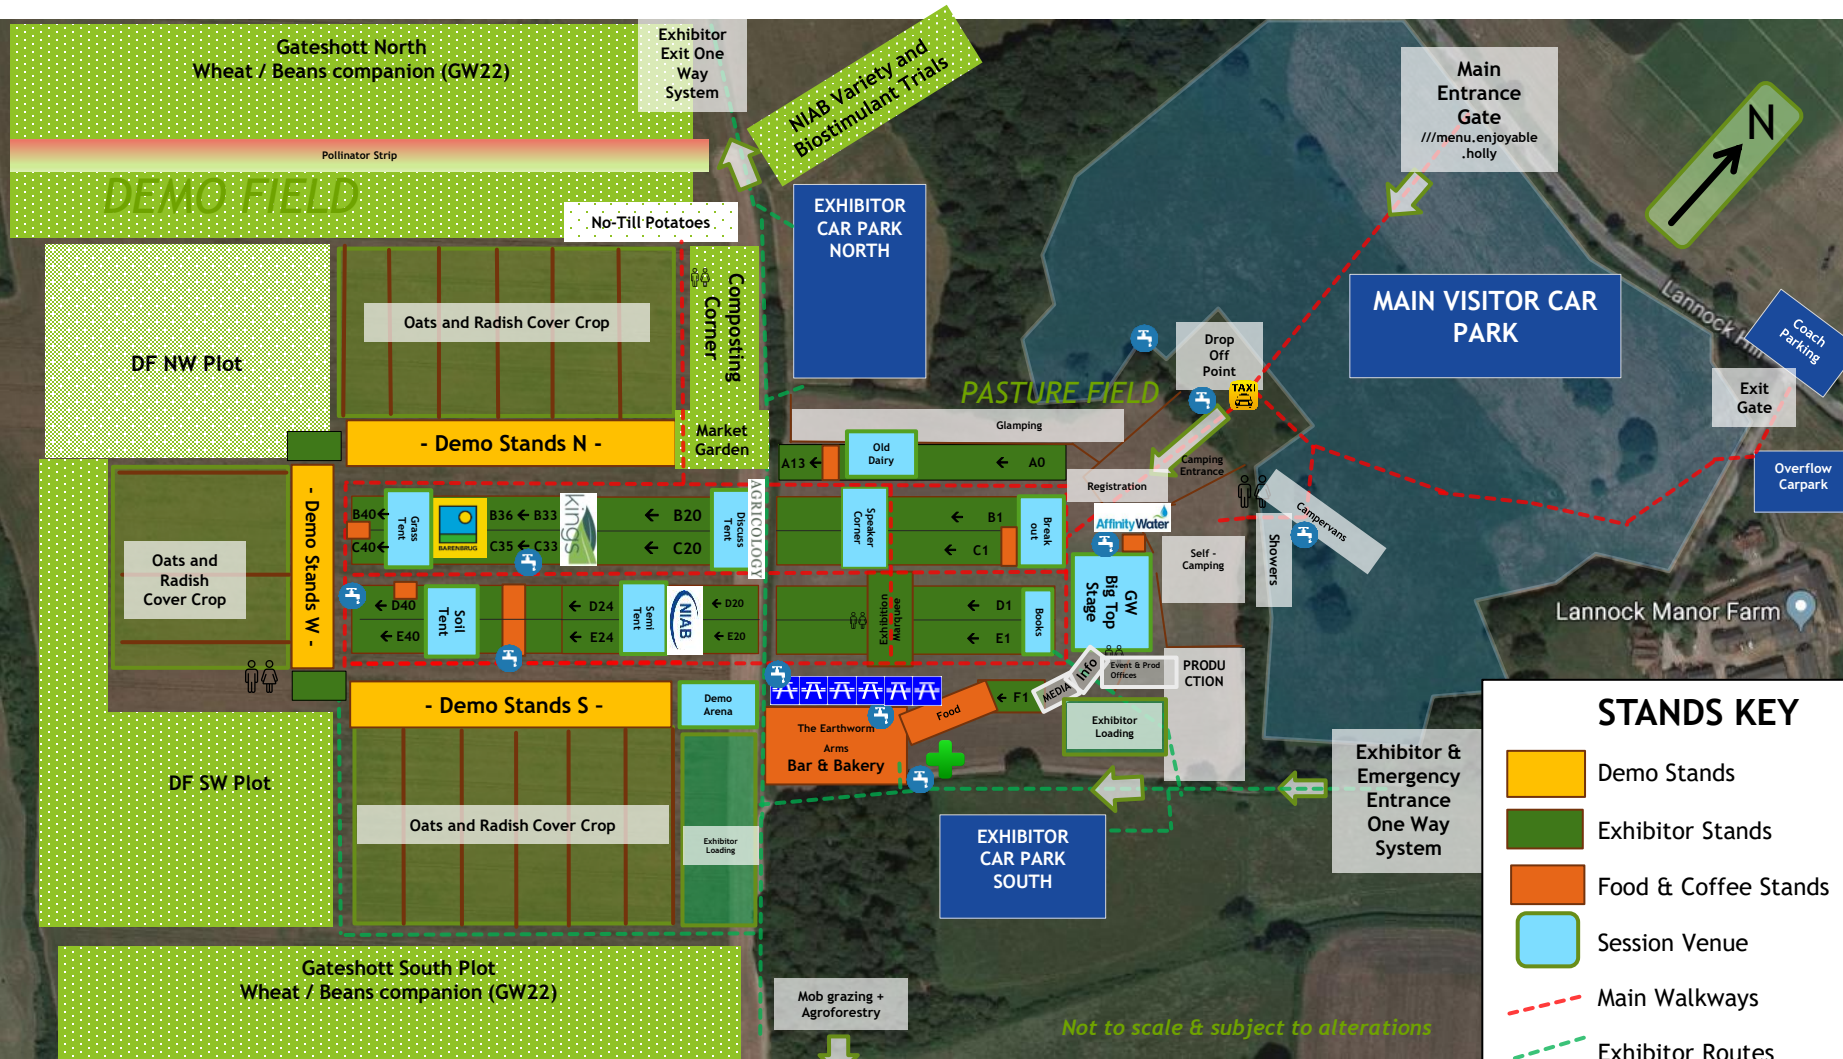 Gateshott North
Wheat / Beans companion (GW22)
Exhibitor
Exit One
Way
System
NIAB Variety and
Biostimulant Trials
Main
Entrance
Gate
///menu.enjoyable
.holly
N
Pollinator Strip
DEMO FIELD
No-Till Potatoes
EXHIBITOR
CAR PARK
NORTH
MAIN VISITOR CAR
PARK
Lannock Hill
Coach
Parking
Drop
Off
Point
TAXI
Exit
Gate
Composting
Corner
Oats and Radish Cover Crop
DF NW Plot
PASTURE FIELD
Glamping
Market
Garden
- Demo Stands N -
A13
Old
Dairy
A0
Camping
Entrance
Registration
Overflow
Carpark
- Demo Stands W -
B40
Grass
Tent
BARENBRUG
B36
B33
kings
B20
Discuss
Tent
AGRICOLOGY
Speaker
Corner
B1
Break
out
AffinityWater
Campervans
C40
C35
C33
C20
C1
Self -
Camping
Showers
Oats and
Radish
Cover Crop
D40
Soil
Tent
D24
Semi
Tent
NIAB
D20
Exhibition
Marquee
D1
Books
GW
Big Top
Stage
Lannock Manor Farm
E40
E24
E20
E1
Info
Event & Prod
Offices
PRODU
CTION
MEDIA
F1
Food
- Demo Stands S -
Demo
Arena
The Earthworm
Arms
Bar & Bakery
Exhibitor
Loading
DF SW Plot
Oats and Radish Cover Crop
Exhibitor
Loading
EXHIBITOR
CAR PARK
SOUTH
Exhibitor &
Emergency
Entrance
One Way
System
STANDS KEY
Demo Stands
Exhibitor Stands
Food & Coffee Stands
Session Venue
Main Walkways
Exhibitor Routes
Gateshott South Plot
Wheat / Beans companion (GW22)
Mob grazing +
Agroforestry
Not to scale & subject to alterations